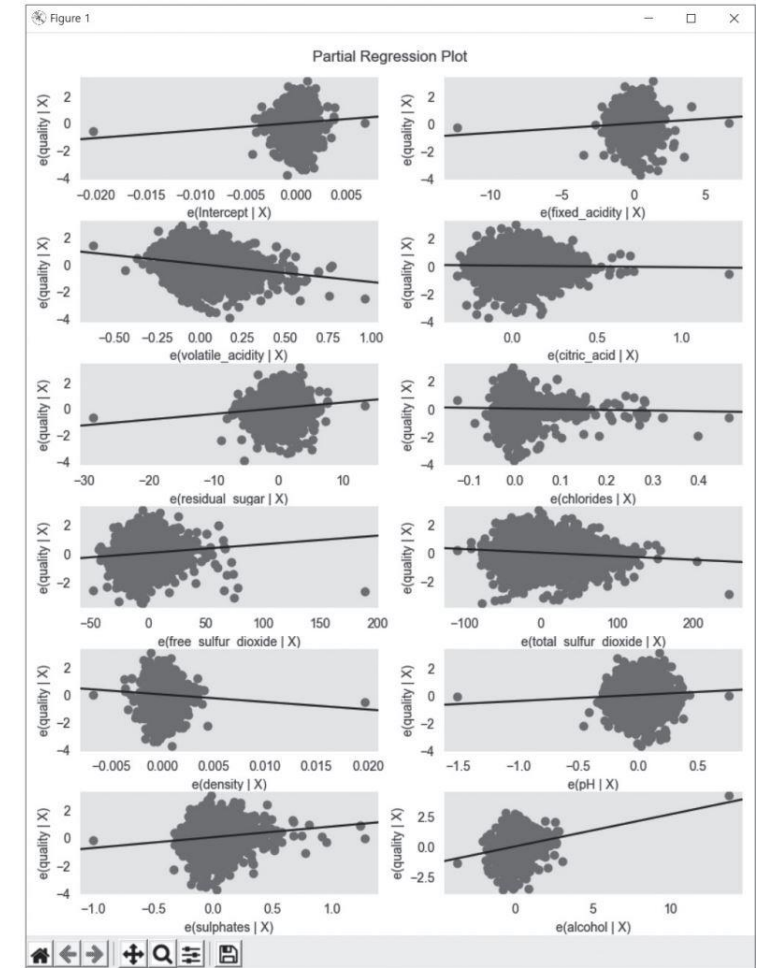 Figure 1
Partial Regression Plot
e(quality | X)
2
0
−2
−4
−0.020 −0.015 −0.010 −0.005 0.000 0.005
e(Intercept | X)
e(quality | X)
2
0
−2
−4
−10 −5 0 5
e(fixed_acidity | X)
e(quality | X)
2
0
−2
−4
−0.50 −0.25 0.00 0.25 0.50 0.75 1.00
e(volatile_acidity | X)
e(quality | X)
2
0
−2
−4
0.0 0.5 1.0
e(citric_acid | X)
e(quality | X)
2
0
−2
−4
−30 −20 −10 0 10
e(residual_sugar | X)
e(quality | X)
2
0
−2
−4
−0.1 0.0 0.1 0.2 0.3 0.4
e(chlorides | X)
e(quality | X)
2
0
−2
−50 0 50 100 150 200
e(free_sulfur_dioxide | X)
e(quality | X)
2
0
−2
−100 0 100 200
e(total_sulfur_dioxide | X)
e(quality | X)
2
0
−2
−4
−0.005 0.000 0.005 0.010 0.015 0.020
e(density | X)
e(quality | X)
2
0
−2
−4
−1.5 −1.0 −0.5 0.0 0.5
e(pH | X)
e(quality | X)
2
0
−2
−4
−1.0 −0.5 0.0 0.5 1.0
e(sulphates | X)
e(quality | X)
2.5
0.0
−2.5
0 5 10
e(alcohol | X)